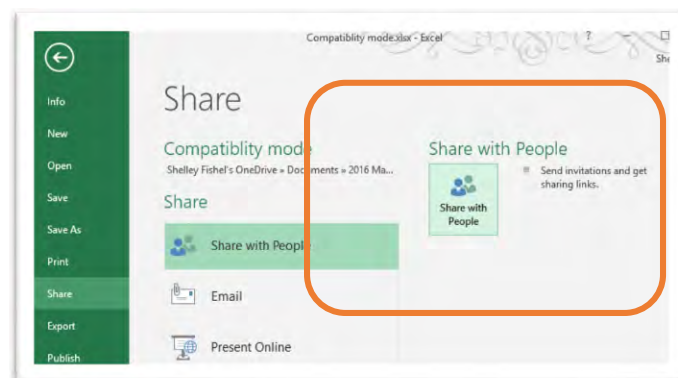 Compatiblity mode.xlsx - Excel
?
Info
New
Open
Save
Save As
Print
Share
Export
Publish
Share
Compatiblity mode
Shelley Fishel's OneDrive » Documents » 2016 Ma...
Share
Share with People
Email
Present Online
Share with People
Share with
People
Send invitations and get
sharing links.